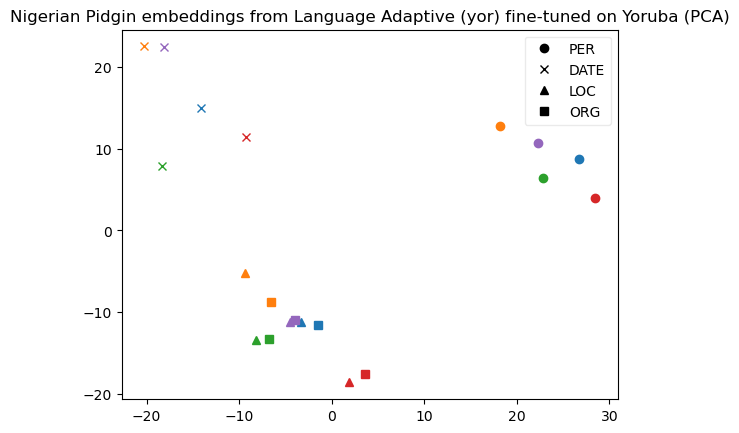 Nigerian Pidgin embeddings from Language Adaptive (yor) fine-tuned on Yoruba (PCA)
PER
DATE
LOC
ORG
20
10
0
−10
−20
−20 −10 0 10 20 30